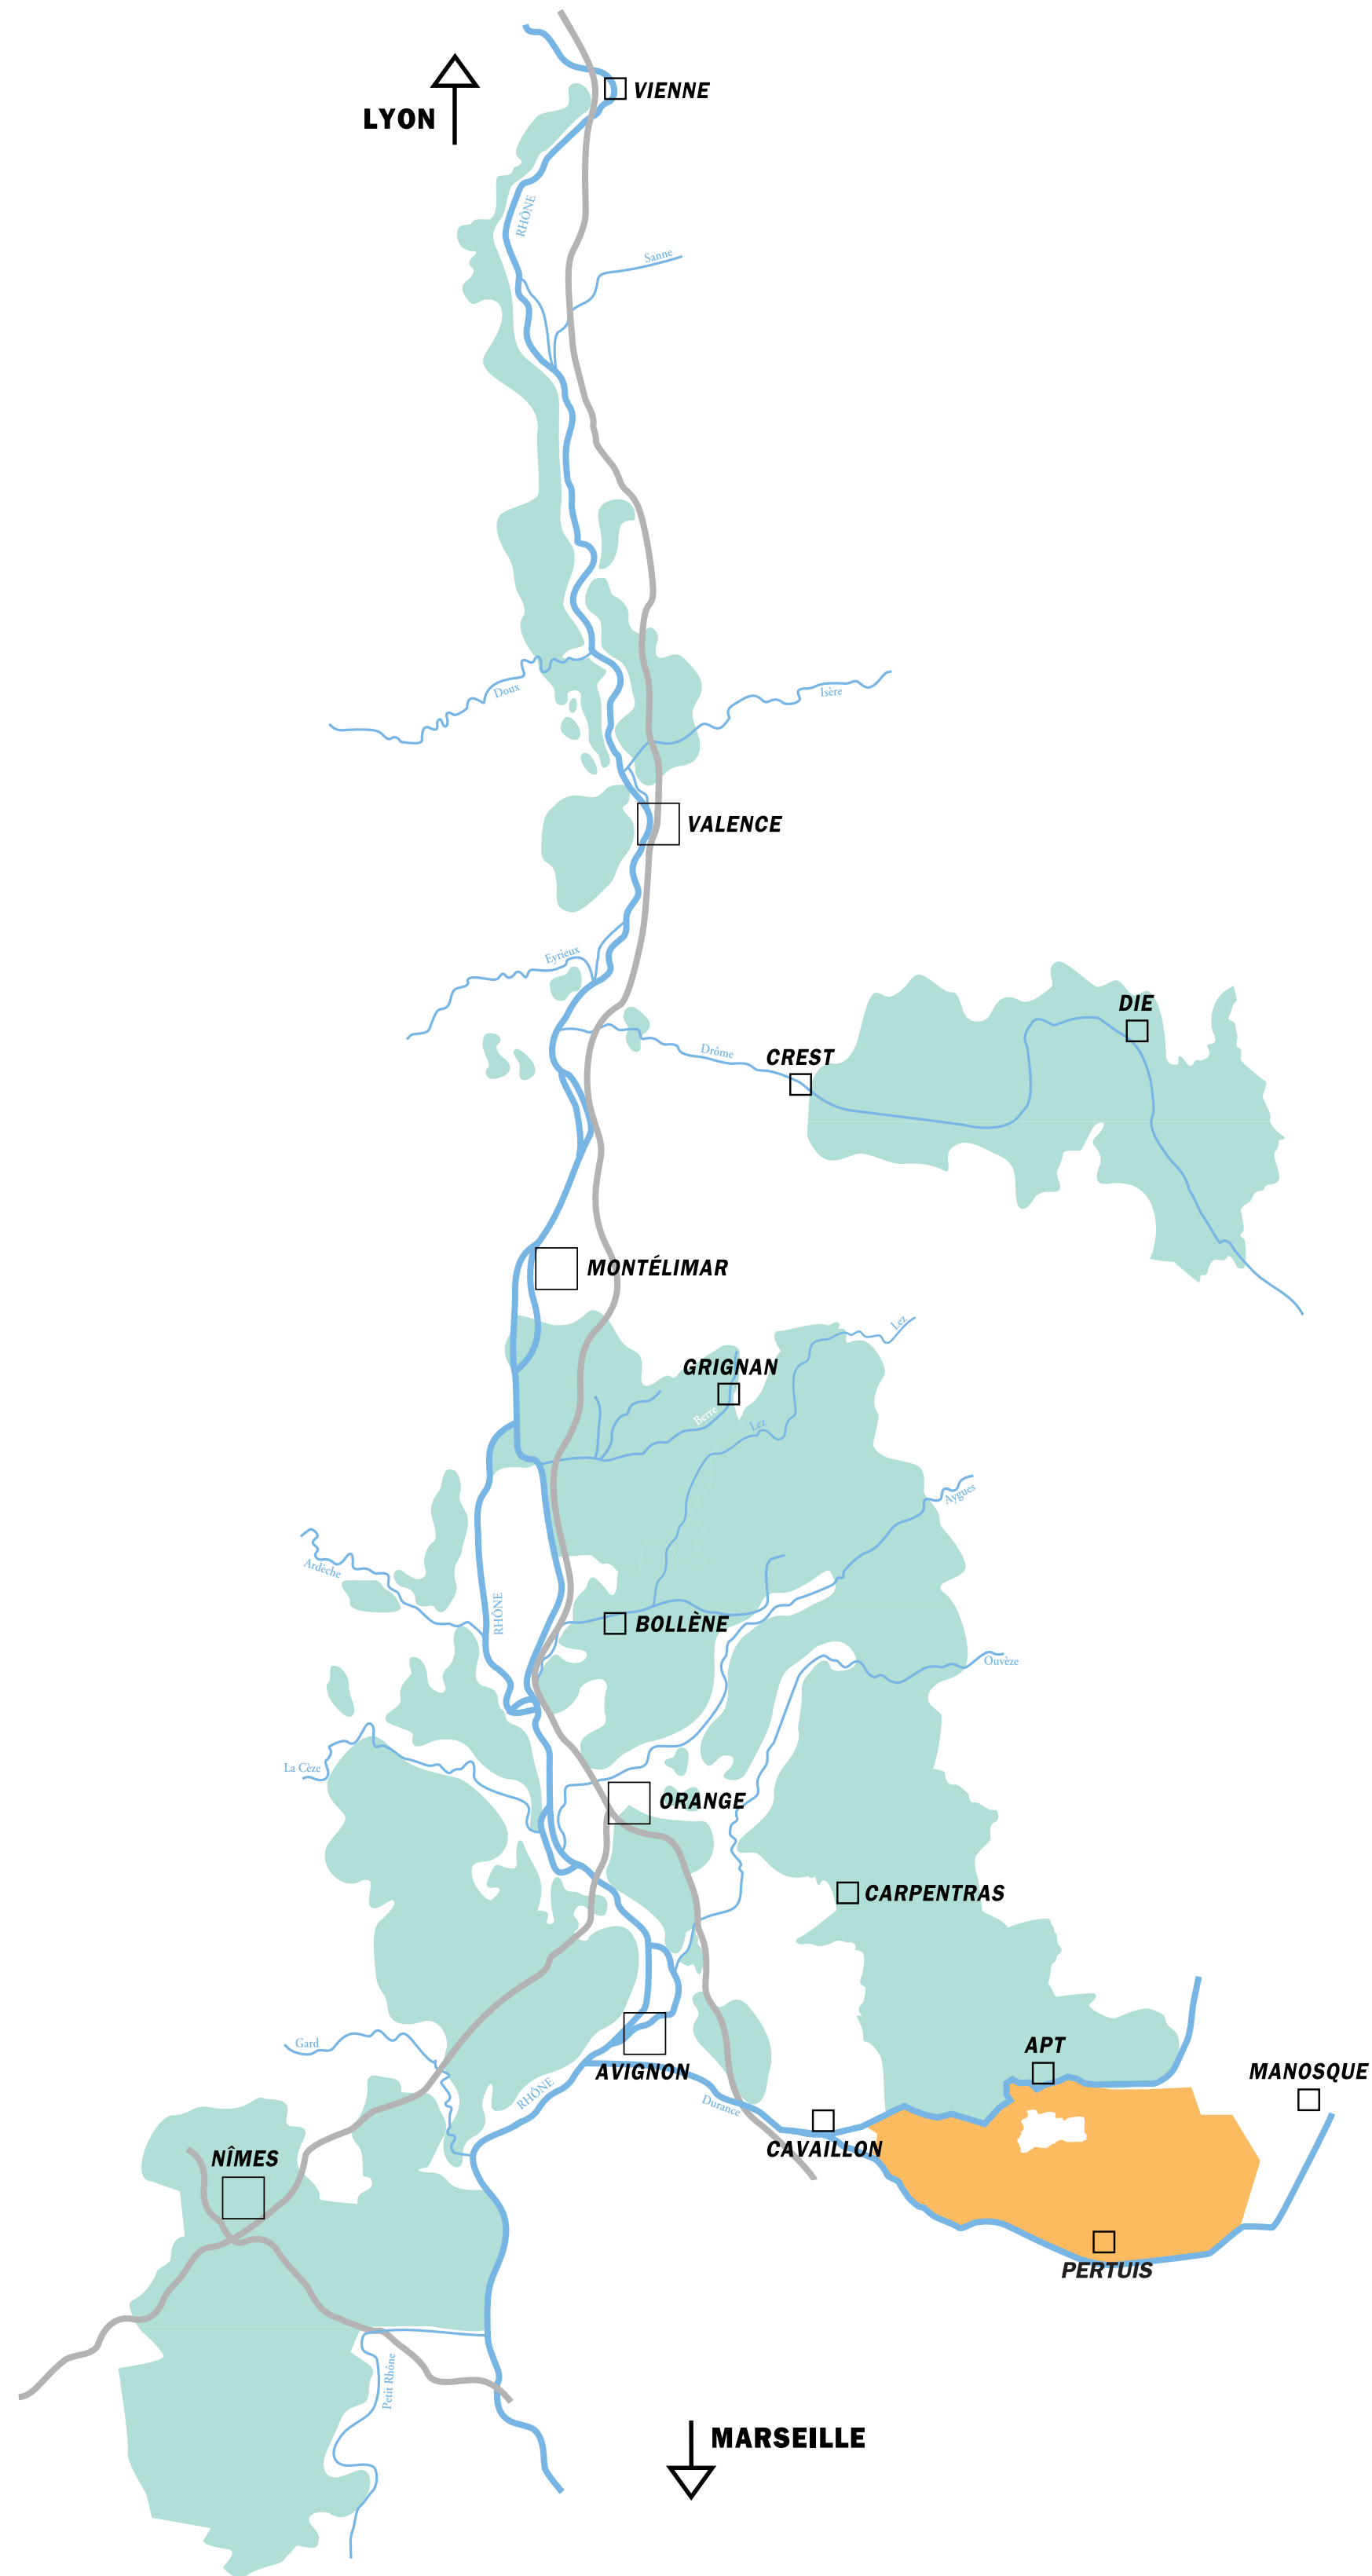 VIENNE
LYON
RHÔNE
Sanne
Doux
Isère
VALENCE
Eyrieux
DIE
Drôme
CREST
MONTÉLIMAR
Lez
GRIGNAN
Berre
Lez
Aygues
Ardèche
RHÔNE
BOLLÈNE
Ouvèze
La Cèze
ORANGE
CARPENTRAS
Gard
APT
AVIGNON
MANOSQUE
RHÔNE
Durance
CAVAILLON
NÎMES
PERTUIS
Petit Rhône
MARSEILLE